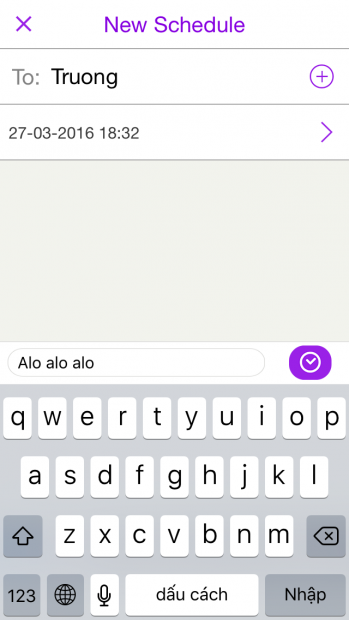 New Schedule
To: Truong
27-03-2016 18:32
Alo alo alo
q w e r t y u i o p
a s d f g h j k l
z x c v b n m
123 dấu cách Nhập